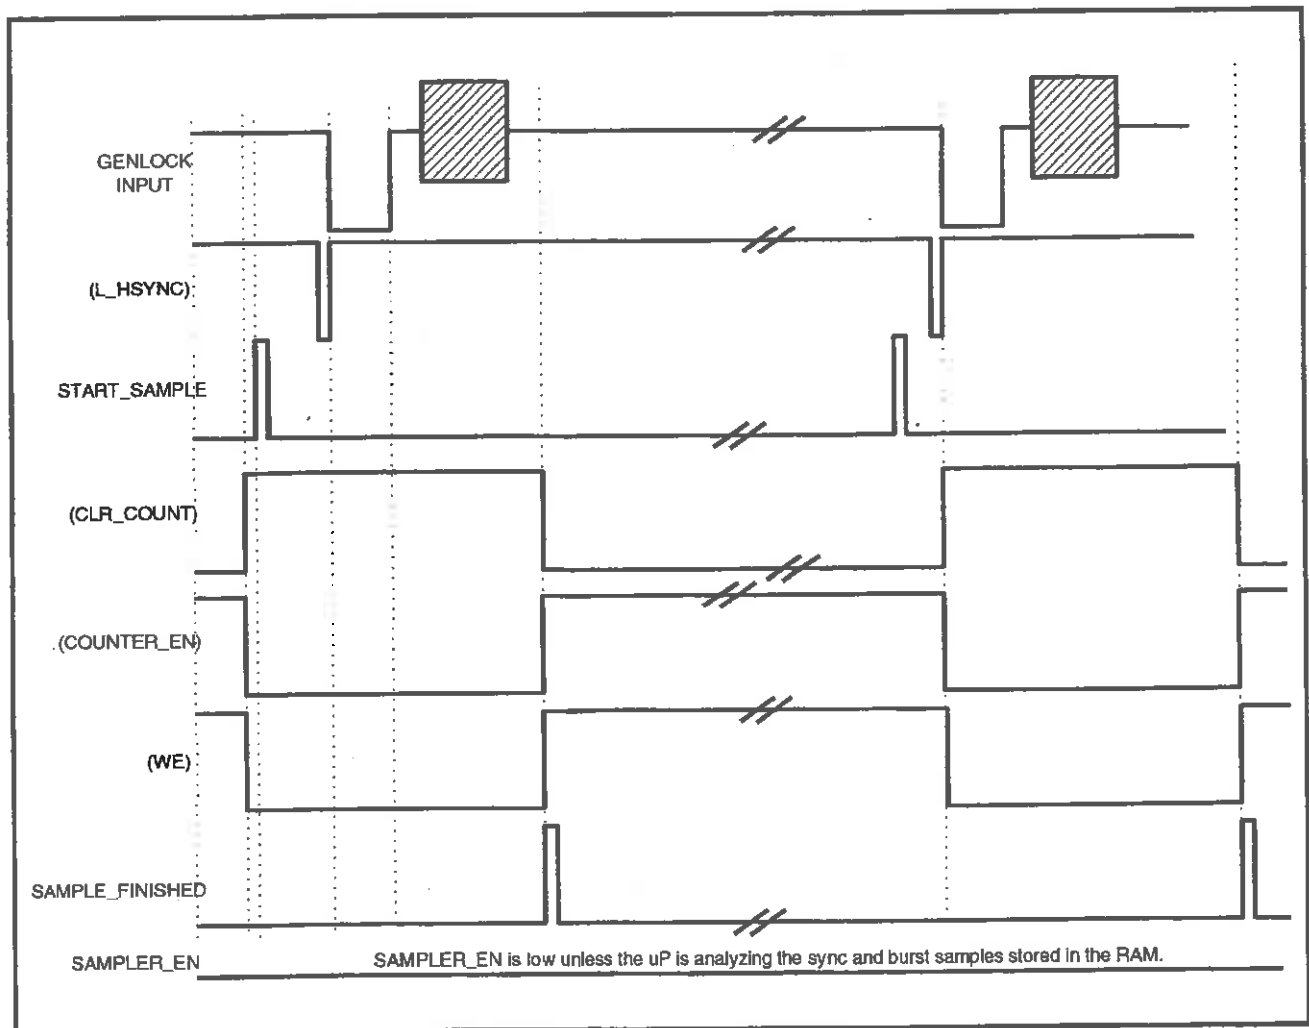 GENLOCK
INPUT
(L_HSYNC)
START_SAMPLE
(CLR_COUNT)
(COUNTER_EN)
(WE)
SAMPLE_FINISHED
SAMPLER_EN
SAMPLER_EN is low unless the uP is analyzing the sync and burst samples stored in the RAM.